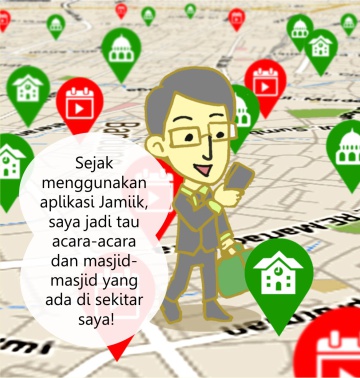 Sejak
menggunakan
aplikasi Jamiik,
saya jadi tau
acara-acara
dan masjid-
masjid yang
ada di sekitar
saya!